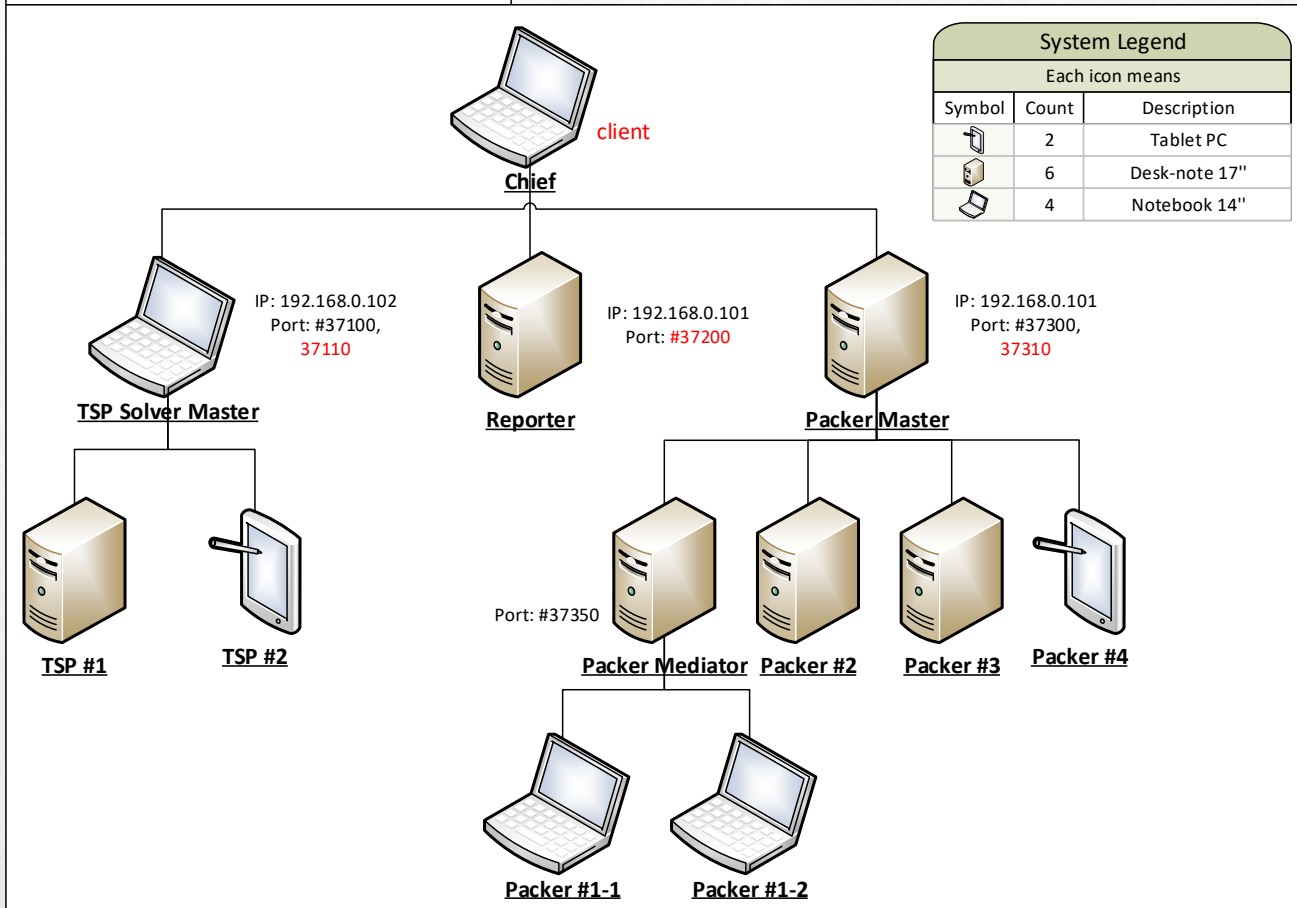 System Legend
Each icon means
Symbol Count Description
2 Tablet PC
6 Desk-note 17''
4 Notebook 14''
client
Chief
IP: 192.168.0.102
Port: #37100,
37110
TSP Solver Master
IP: 192.168.0.101
Port: #37200
Reporter
IP: 192.168.0.101
Port: #37300,
37310
Packer Master
TSP #1
TSP #2
Port: #37350
Packer Mediator
Packer #2
Packer #3
Packer #4
Packer #1-1
Packer #1-2